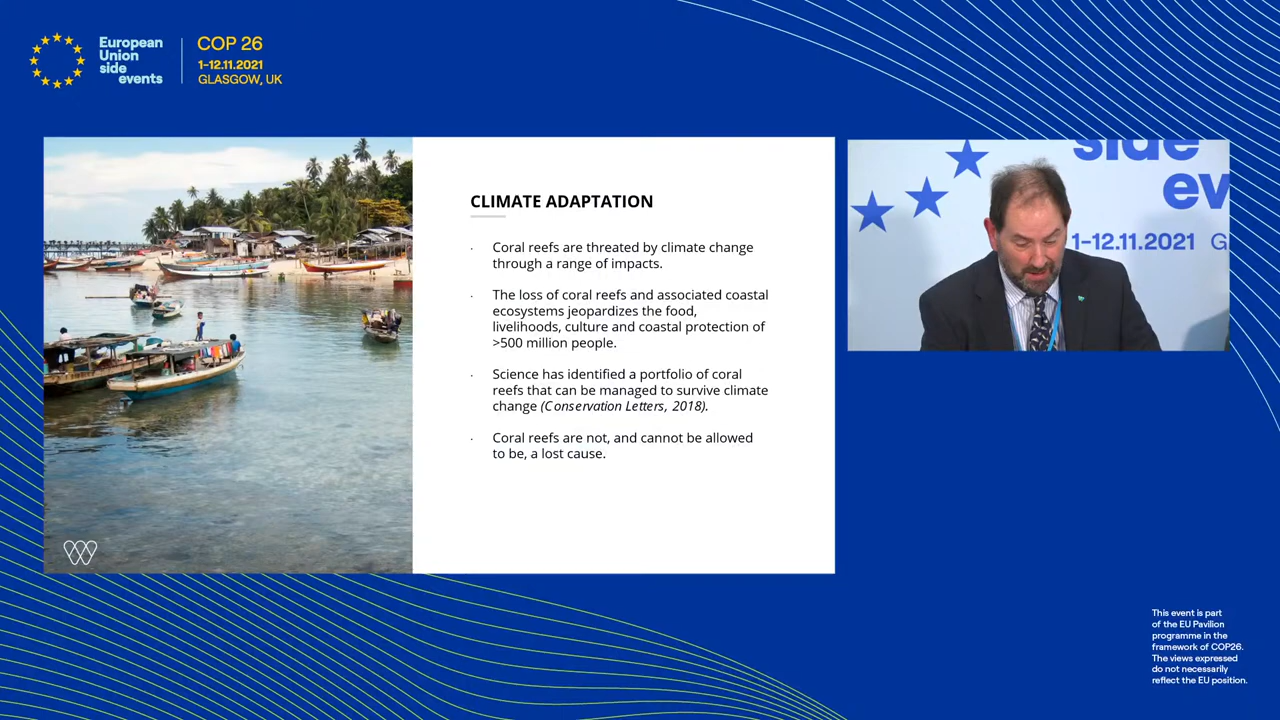 European
Union
side
events
COP 26
1-12.11.2021
GLASGOW, UK
CLIMATE ADAPTATION
· Coral reefs are threated by climate change
through a range of impacts.
· The loss of coral reefs and associated coastal
ecosystems jeopardizes the food,
livelihoods, culture and coastal protection of
>500 million people.
· Science has identified a portfolio of coral
reefs that can be managed to survive climate
change (Conservation Letters, 2018).
· Coral reefs are not, and cannot be allowed
to be, a lost cause.
side
ev
1-12.11.2021 G
This event is part
of the EU Pavilion
programme in the
framework of COP26.
The views expressed
do not necessarily
reflect the EU position.